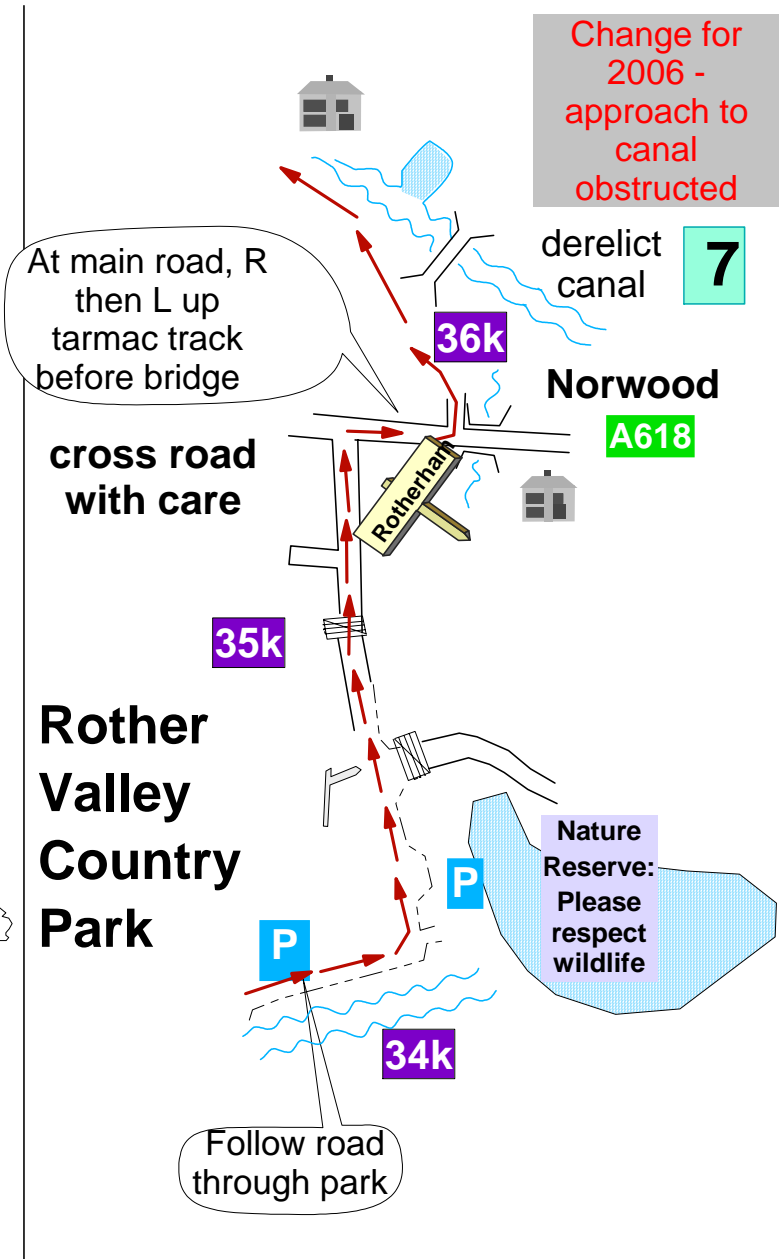 Change for
2006 -
approach to
canal
obstructed
derelict
canal
7
At main road, R
then L up
tarmac track
before bridge
36k
Norwood
A618
cross road
with care
Rotherham
35k
Rother
Valley
Country
Park
Nature
Reserve:
Please
respect
wildlife
P
P
34k
Follow road
through park